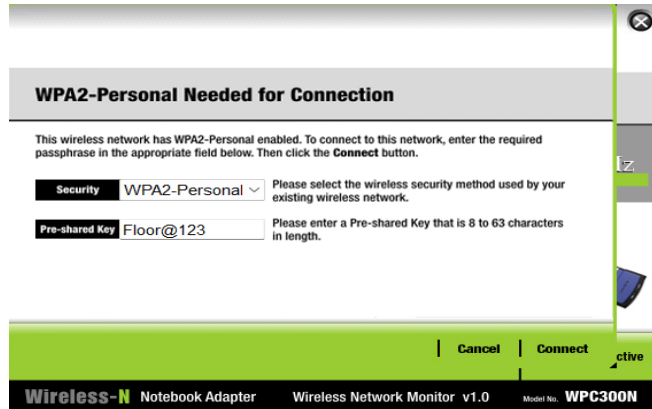 WPA2-Personal Needed for Connection
This wireless network has WPA2-Personal enabled. To connect to this network, enter the required
passphrase in the appropriate field below. Then click the Connect button.
Security WPA2-Personal Please select the wireless security method used by your
existing wireless network.
Pre-shared Key Floor@123 Please enter a Pre-shared Key that is 8 to 63 characters
in length.
Cancel Connect
Wireless-N Notebook Adapter Wireless Network Monitor v1.0 Model No. WPC300N